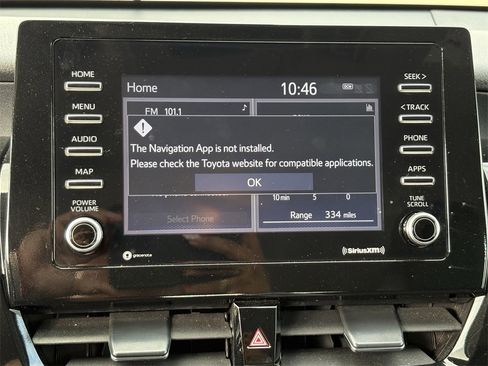 HOME
MENU
AUDIO
MAP
POWER
VOLUME
Home
10:46
FM 101.1
The Navigation App is not installed.
Please check the Toyota website for compatible applications.
OK
10 min 5 0
Select Phone
Range 334 miles
gracenote
((SiriusXM))
SEEK >
< TRACK
PHONE
APPS
TUNE
SCROLL